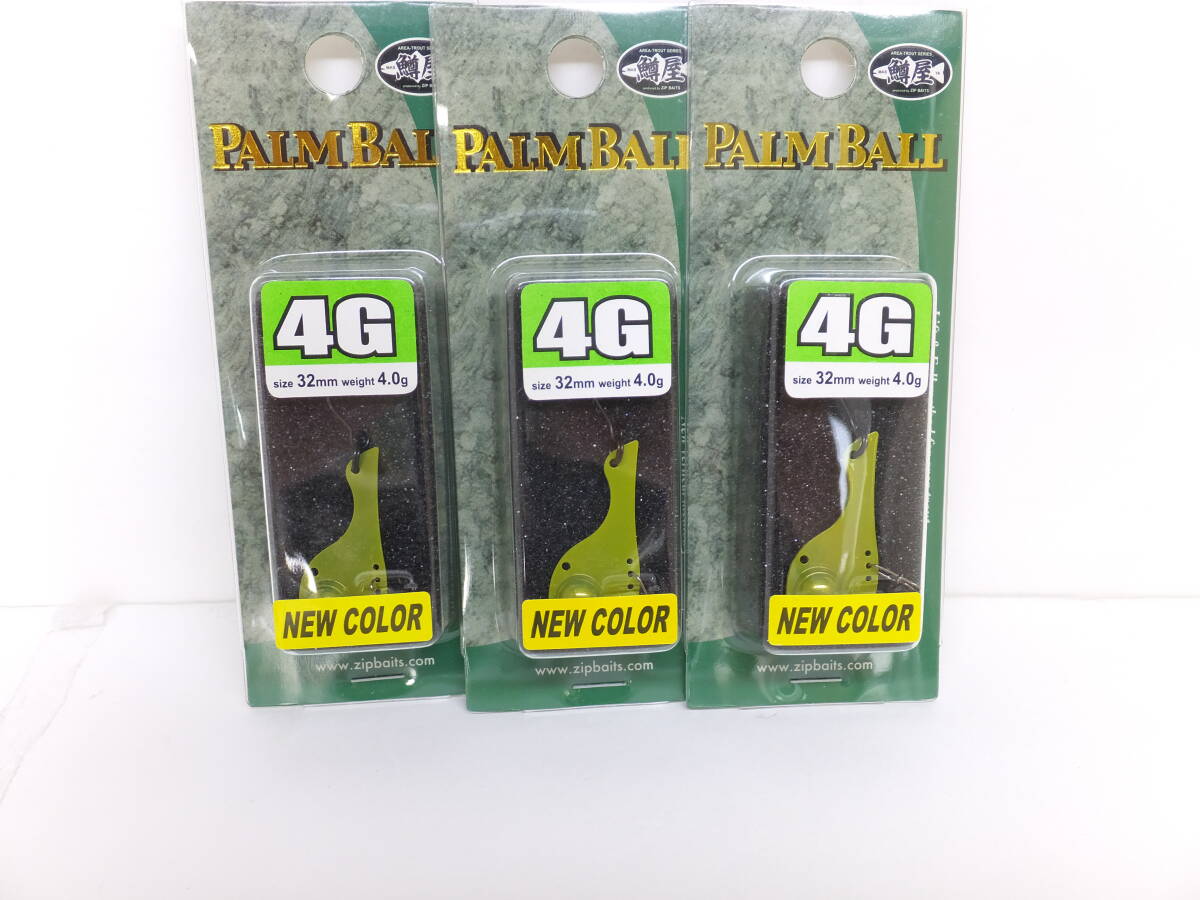 AREA-TROUT SERIES
鱒屋
produced by ZIP BAITS
PALM BAL
4G
size 32mm weight 4.0g
NEW COLOR
www.zipbaits.com
AREA-TROUT SERIES
鱒屋
produced by ZIP BAITS
PALM BALL
4G
size 32mm weight 4.0g
NEW COLOR
www.zipbaits.com
AREA-TROUT SERIES
鱒屋
produced by ZIP BAITS
PALM BALL
4G
size 32mm weight 4.0g
NEW COLOR
www.zipbaits.com